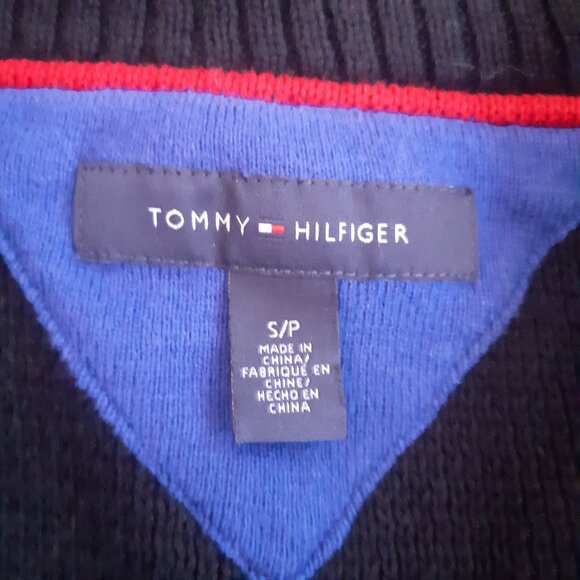 TOMMY HILFIGER
S/P
MADE IN
CHINA/
FABRIQUE EN
CHINE/
HECHO EN
CHINA